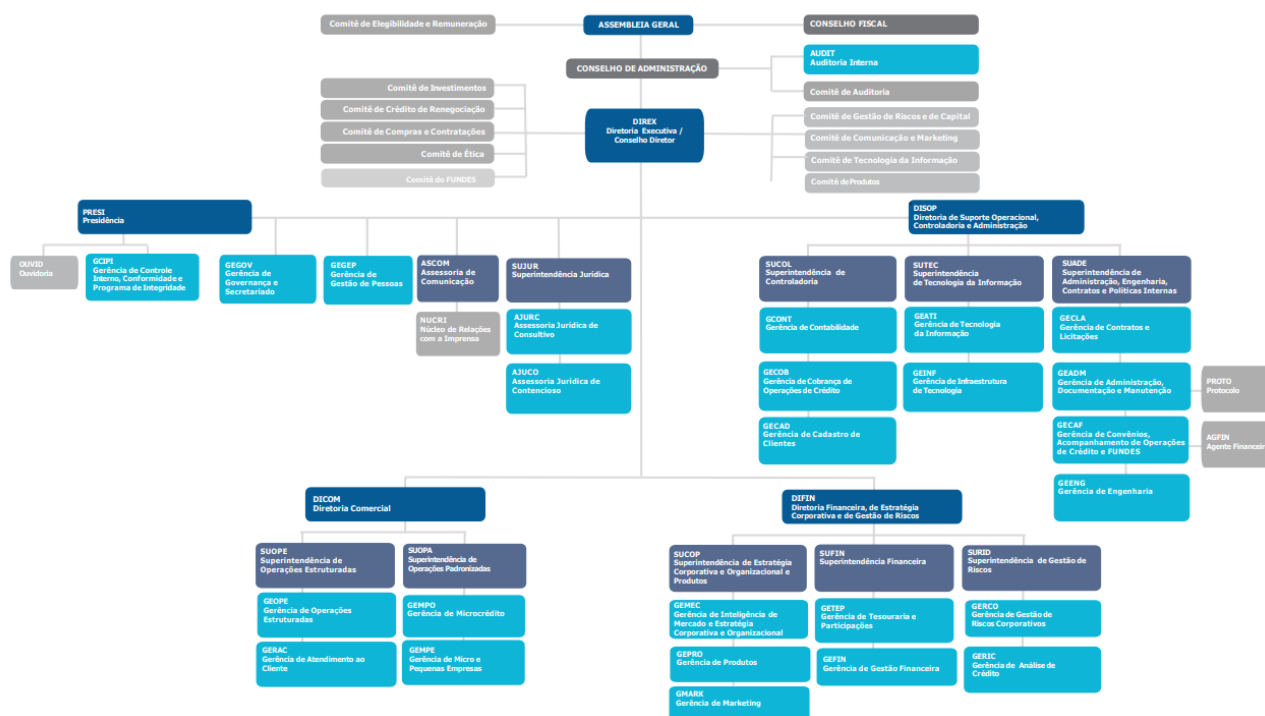 Comitê de Elegibilidade e Remuneração
ASSEMBLEIA GERAL
CONSELHO FISCAL
AUDIT
Auditoria Interna
CONSELHO DE ADMINISTRAÇÃO
Comitê de Auditoria
Comitê de Investimentos
Comitê de Crédito de Renegociação
Comitê de Compras e Contratações
Comitê de Ética
Comitê do FUNDES
DIREX
Diretoria Executiva /
Conselho Diretor
Comitê de Gestão de Riscos e de Capital
Comitê de Comunicação e Marketing
Comitê de Tecnologia da Informação
Comitê de Produtos
PRESI
Presidência
DISOP
Diretoria de Suporte Operacional,
Controladoria e Administração
OUVID
Ouvidoria
GCIPI
Gerência de Controle
Interno, Conformidade e
Programa de Integridade
GEGOV
Gerência de
Governança e
Secretariado
GEGEP
Gerência de
Gestão de Pessoas
ASCOM
Assessoria de
Comunicação
NUCRI
Núcleo de Relações
com a Imprensa
SUJUR
Superintendência Jurídica
AJURC
Assessoria Jurídica de
Consultivo
AJUCO
Assessoria Jurídica de
Contencioso
SUCOL
Superintendência de
Controladoria
GCONT
Gerência de Contabilidade
GECOB
Gerência de Cobrança de
Operações de Crédito
GECAD
Gerência de Cadastro de
Clientes
SUTEC
Superintendência
de Tecnologia da Informação
GEATI
Gerência de Tecnologia
da Informação
GEINF
Gerência de Infraestrutura
de Tecnologia
SUADE
Superintendência de
Administração, Engenharia,
Contratos e Políticas Internas
GECLA
Gerência de Contratos e
Licitações
GEADM
Gerência de Administração,
Documentação e Manutenção
PROTO
Protocolo
GECAF
Gerência de Convênios,
Acompanhamento de Operações
de Crédito e FUNDES
AGFIN
Agente Financeiro
GEENG
Gerência de Engenharia
DICOM
Diretoria Comercial
SUOPE
Superintendência de
Operações Estruturadas
GEOPE
Gerência de Operações
Estruturadas
GERAC
Gerência de Atendimento ao
Cliente
SUOPA
Superintendência de
Operações Padronizadas
GEMPO
Gerência de Microcrédito
GEMPE
Gerência de Micro e
Pequenas Empresas
DIFIN
Diretoria Financeira, de Estratégia
Corporativa e de Gestão de Riscos
SUCOP
Superintendência de Estratégia
Corporativa e Organizacional e
Produtos
GEMEC
Gerência de Inteligência de
Mercado e Estratégia
Corporativa e Organizacional
GEPRO
Gerência de Produtos
GMARK
Gerência de Marketing
SUFIN
Superintendência Financeira
GETEP
Gerência de Tesouraria e
Participações
GEFIN
Gerência de Gestão Financeira
SURID
Superintendência de Gestão de
Riscos
GERCO
Gerência de Gestão de
Riscos Corporativos
GERIC
Gerência de Análise de
Crédito